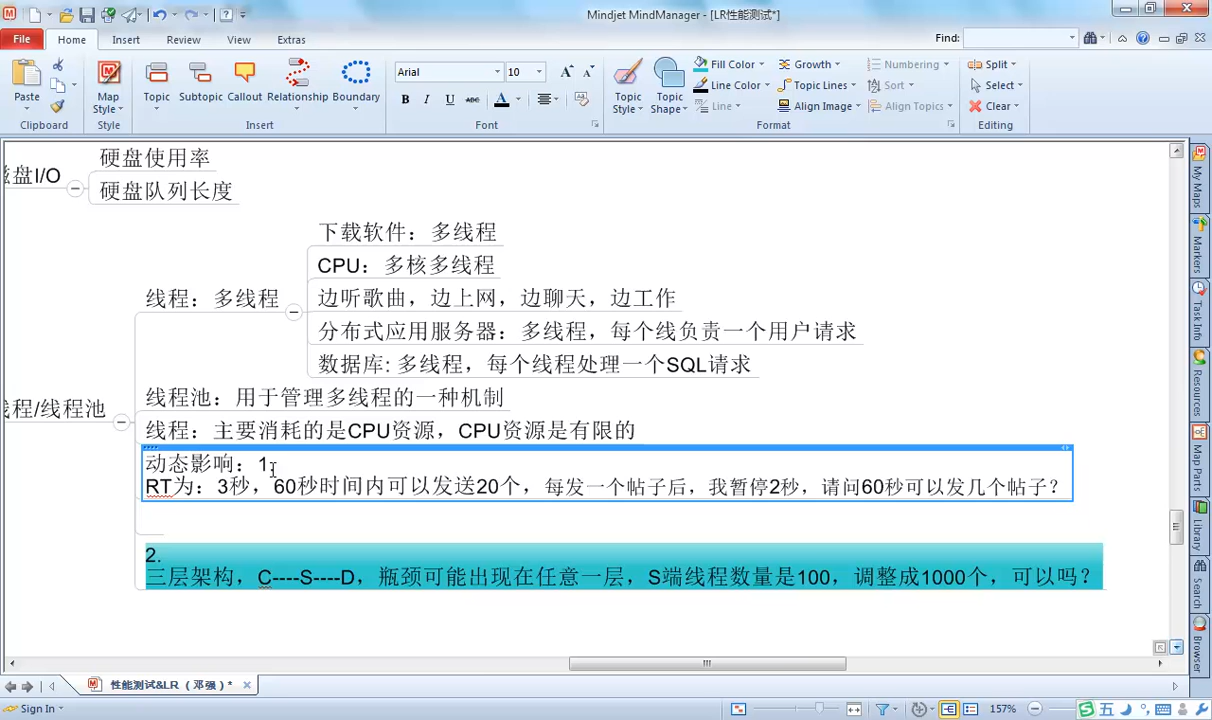 Mindjet MindManager - [LR性能测试*]
File
Home
Insert
Review
View
Extras
Find:
Paste
Map Style
Topic
Subtopic
Callout
Relationship
Boundary
Arial
10
B I U abc A
Topic Style
Topic Shape
Fill Color
Line Color
Line
Growth
Topic Lines
Align Image
Numbering
Sort
Align Topics
Split
Select
Clear
Clipboard
Style
Insert
Font
Format
Editing
盘I/O
硬盘使用率
硬盘队列长度
下载软件：多线程
CPU：多核多线程
线程：多线程
边听歌曲，边上网，边聊天，边工作
分布式应用服务器：多线程，每个线负责一个用户请求
数据库: 多线程，每个线程处理一个SQL请求
线程池：用于管理多线程的一种机制
程/线程池
线程：主要消耗的是CPU资源，CPU资源是有限的
动态影响：1
RT为：3秒，60秒时间内可以发送20个，每发一个帖子后，我暂停2秒，请问60秒可以发几个帖子？
2.
三层架构，C----S----D，瓶颈可能出现在任意一层，S端线程数量是100，调整成1000个，可以吗？
My Maps
Markers
Task Info
Resources
Map Parts
Library
Search
Browser
性能测试&LR （邓强）*
Sign In
157%
五